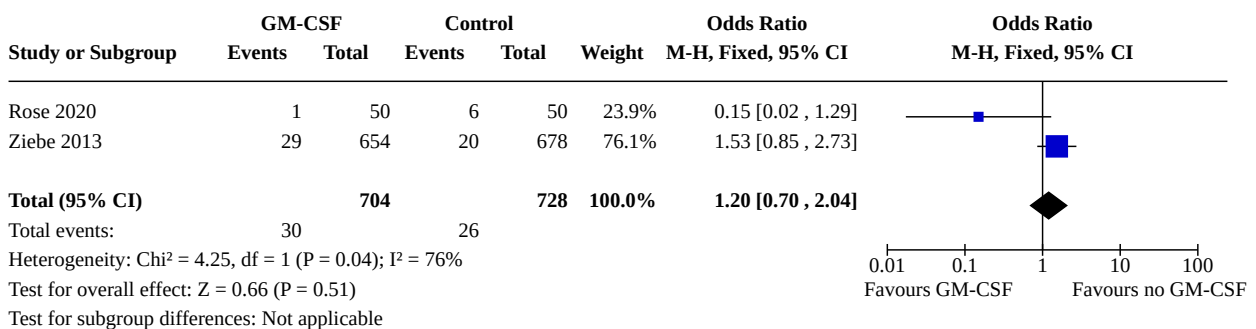 GM-CSF Control Odds Ratio Odds Ratio
Study or Subgroup Events Total Events Total Weight M-H, Fixed, 95% CI M-H, Fixed, 95% CI
Rose 2020 1 50 6 50 23.9% 0.15 [0.02 , 1.29]
Ziebe 2013 29 654 20 678 76.1% 1.53 [0.85 , 2.73]
Total (95% CI) 704 728 100.0% 1.20 [0.70 , 2.04]
Total events: 30 26
Heterogeneity: Chi² = 4.25, df = 1 (P = 0.04); I² = 76%
0.01 0.1 1 10 100
Test for overall effect: Z = 0.66 (P = 0.51) Favours GM-CSF Favours no GM-CSF
Test for subgroup differences: Not applicable